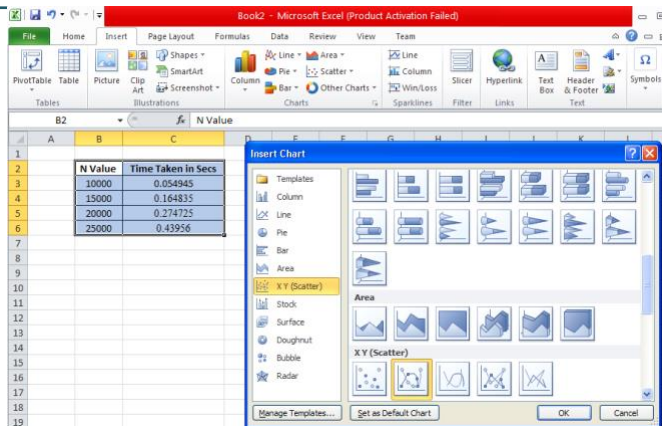 Book2 - Microsoft Excel (Product Activation Failed)
File Home Insert Page Layout Formulas Data Review View Team
PivotTable Table Picture Clip Art Shapes SmartArt Screenshot Column Line Pie Bar Area Scatter Other Charts Line Column Win/Loss Slicer Hyperlink Text Box Header & Footer Symbols
Tables Illustrations Charts Sparklines Filter Links Text
B2 fx N Value
A B C D E F G H I J K L
1
2 N Value Time Taken in Secs
3 10000 0.054945
4 15000 0.164835
5 20000 0.274725
6 25000 0.43956
7
8
9
10
11
12
13
14
15
16
17
18
19
Insert Chart
Templates
Column
Line
Pie
Bar
Area
X Y (Scatter)
Stock
Surface
Doughnut
Bubble
Radar
Area
X Y (Scatter)
Manage Templates... Set as Default Chart OK Cancel